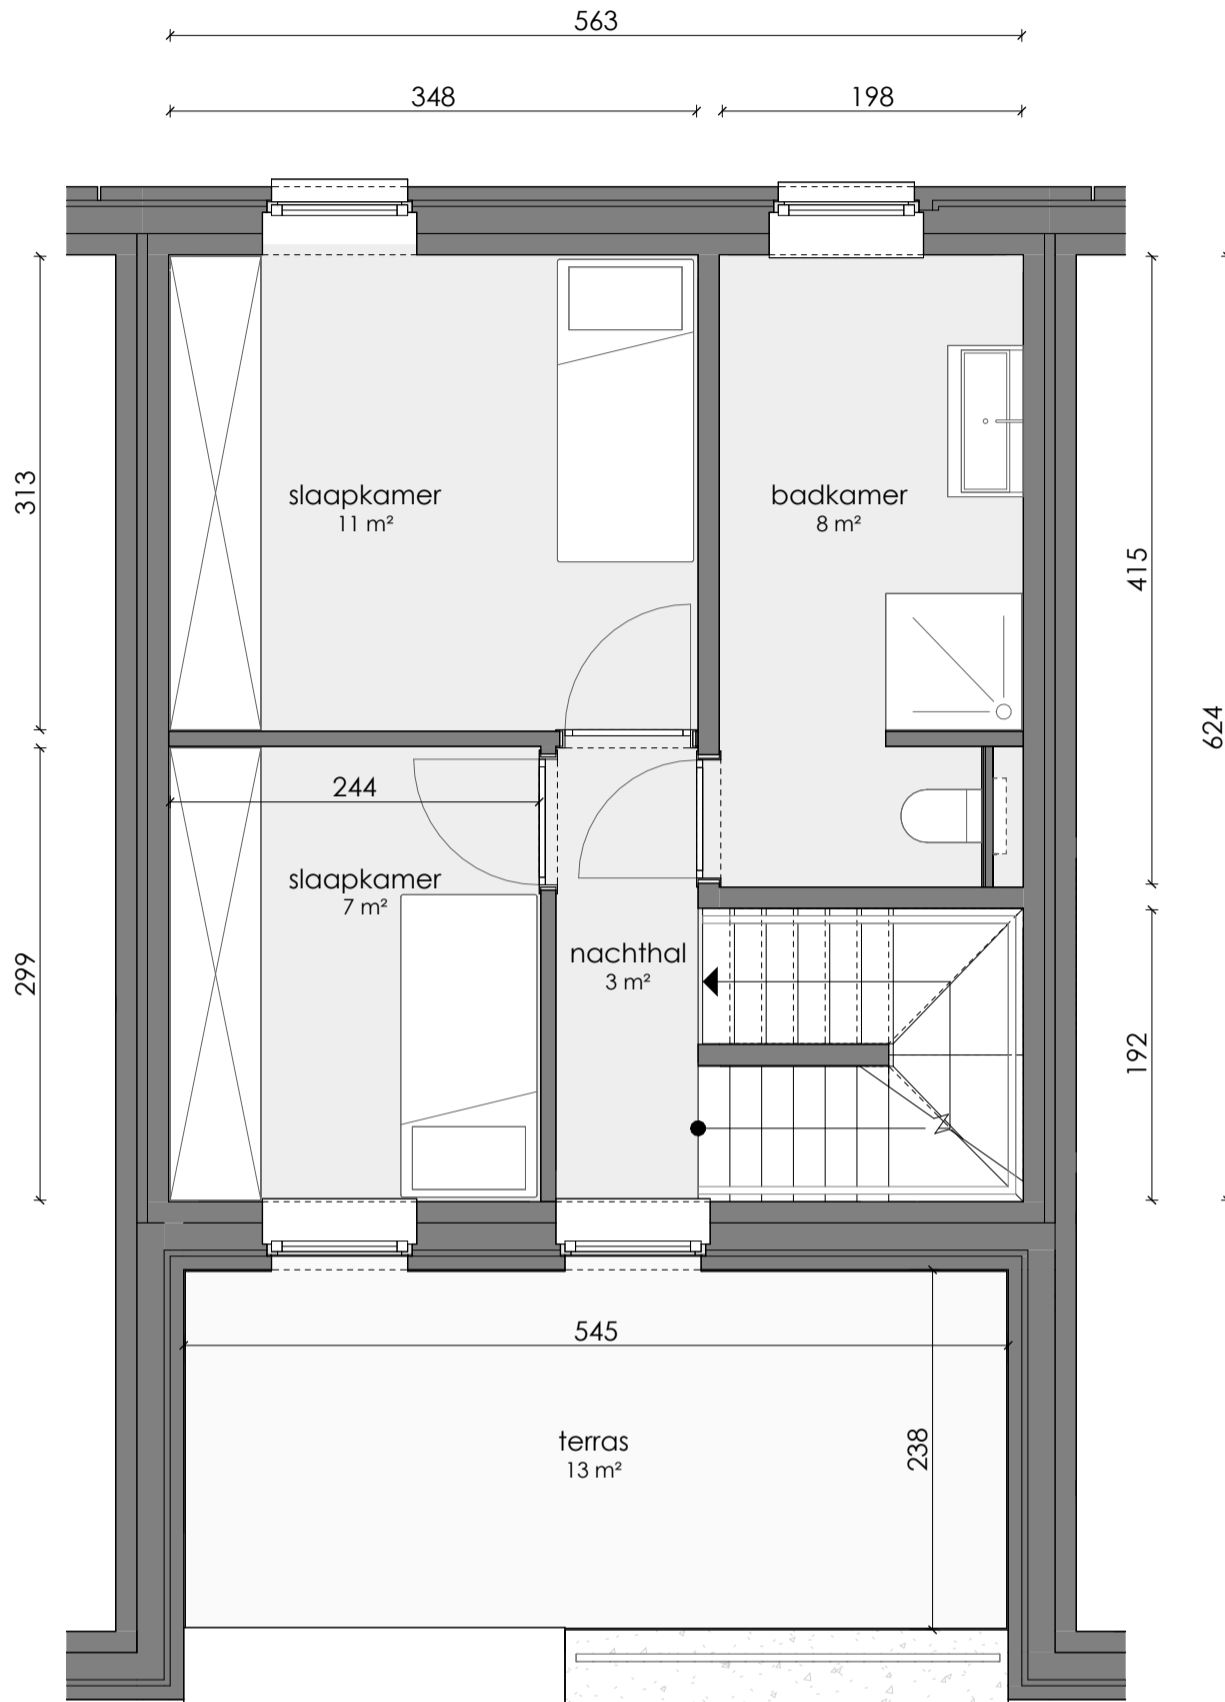 563
348
198
313
slaapkamer
11 m²
badkamer
8 m²
415
624
244
slaapkamer
7 m²
299
nachthal
3 m²
192
545
terras
13 m²
238